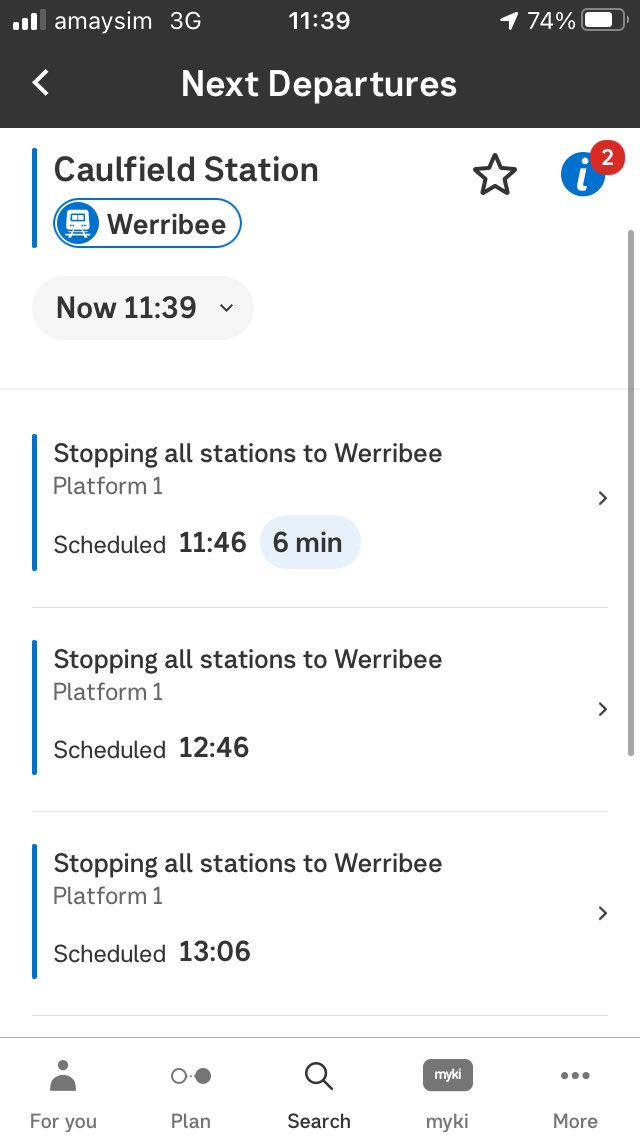 amaysim 3G 11:39 74%
Next Departures
Caulfield Station
2
i
Werribee
Now 11:39
Stopping all stations to Werribee
Platform 1
Scheduled 11:46 6 min
Stopping all stations to Werribee
Platform 1
Scheduled 12:46
Stopping all stations to Werribee
Platform 1
Scheduled 13:06
myki
For you Plan Search myki More